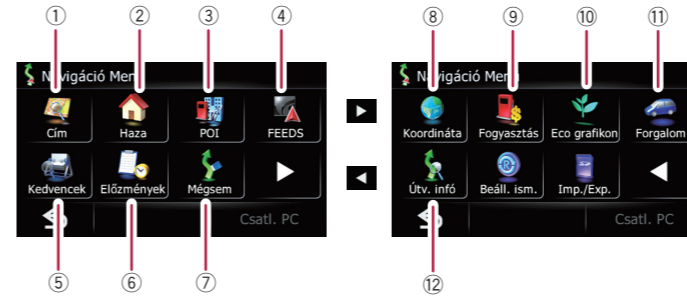 ① ② ③ ④
Navigáció Menü
Cím Haza POI FEEDS
Kedvencek Előzmények Mégsem
Csatl. PC
⑤ ⑥ ⑦
⑧ ⑨ ⑩ ⑪
Navigáció Menü
Koordináta Fogyasztás Eco grafikon Forgalom
Útv. infó Beáll. ism. Imp./Exp.
Csatl. PC
⑫